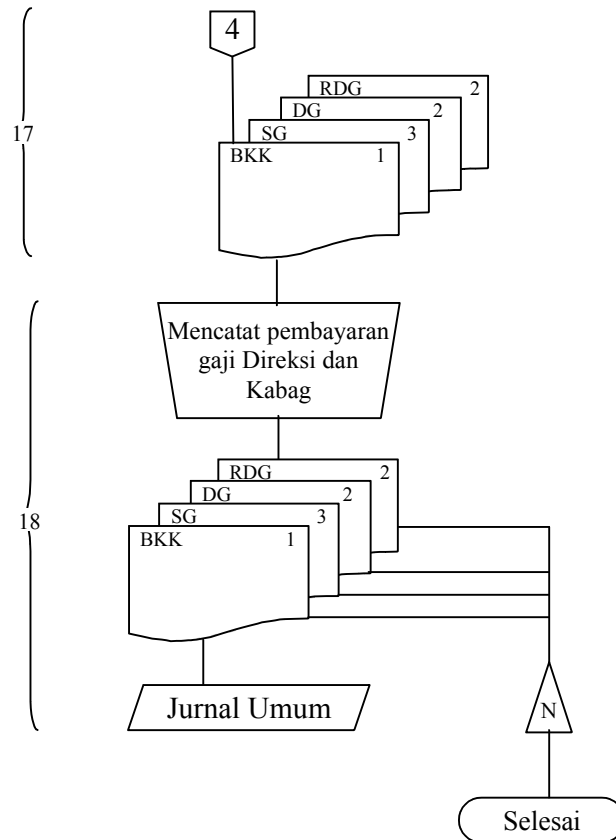 4
RDG 2
DG 2
17
SG 3
BKK 1
Mencatat pembayaran
gaji Direksi dan
Kabag
RDG 2
DG 2
SG 3
18
BKK 1
Jurnal Umum
N
Selesai